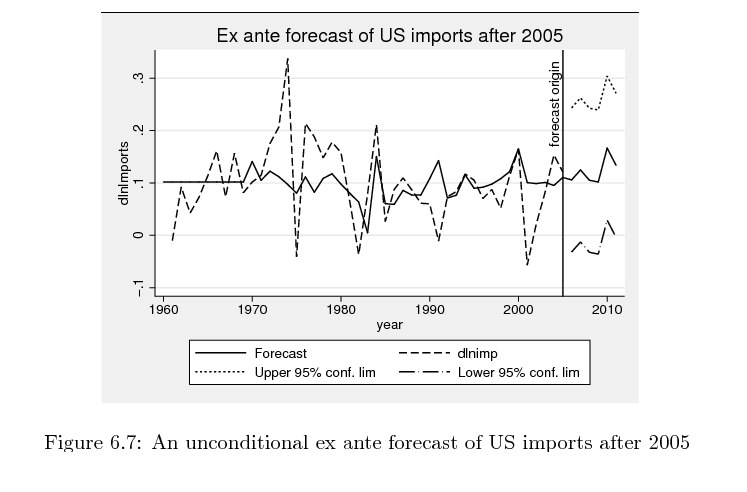 Ex ante forecast of US imports after 2005
dlnImports
.3
.2
.1
0
-.1
forecast origin
1960 1970 1980 1990 2000 2010
year
Forecast dlnimp
Upper 95% conf. lim Lower 95% conf. lim
Figure 6.7: An unconditional ex ante forecast of US imports after 2005